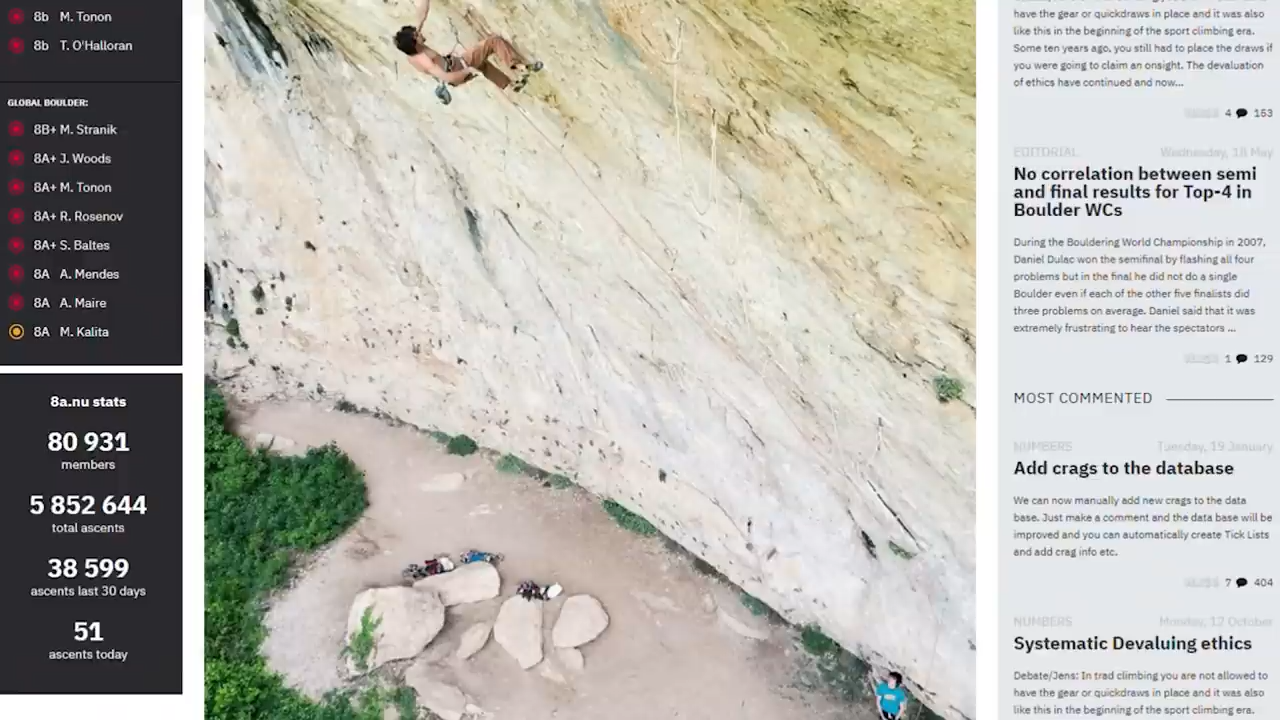 8b M. Tonon
8b T. O'Halloran
GLOBAL BOULDER:
8B+ M. Stranik
8A+ J. Woods
8A+ M. Tonon
8A+ R. Rosenov
8A+ S. Baltes
8A A. Mendes
8A A. Maire
8A M. Kalita
8a.nu stats
80 931
members
5 852 644
total ascents
38 599
ascents last 30 days
51
ascents today
have the gear or quickdraws in place and it was also
like this in the beginning of the sport climbing era.
Some ten years ago, you still had to place the draws if
you were going to claim an onsight. The devaluation
of ethics have continued and now...
4 153
EDITORIAL Wednesday, 18 May
No correlation between semi
and final results for Top-4 in
Boulder WCs
During the Bouldering World Championship in 2007,
Daniel Dulac won the semifinal by flashing all four
problems but in the final he did not do a single
Boulder even if each of the other five finalists did
three problems on average. Daniel said that it was
extremely frustrating to hear the spectators ...
1 129
MOST COMMENTED
NUMBERS Tuesday, 19 January
Add crags to the database
We can now manually add new crags to the data
base. Just make a comment and the data base will be
improved and you can automatically create Tick Lists
and add crag info etc.
7 404
NUMBERS Monday, 12 October
Systematic Devaluing ethics
Debate/Jens: In trad climbing you are not allowed to
have the gear or quickdraws in place and it was also
like this in the beginning of the sport climbing era.